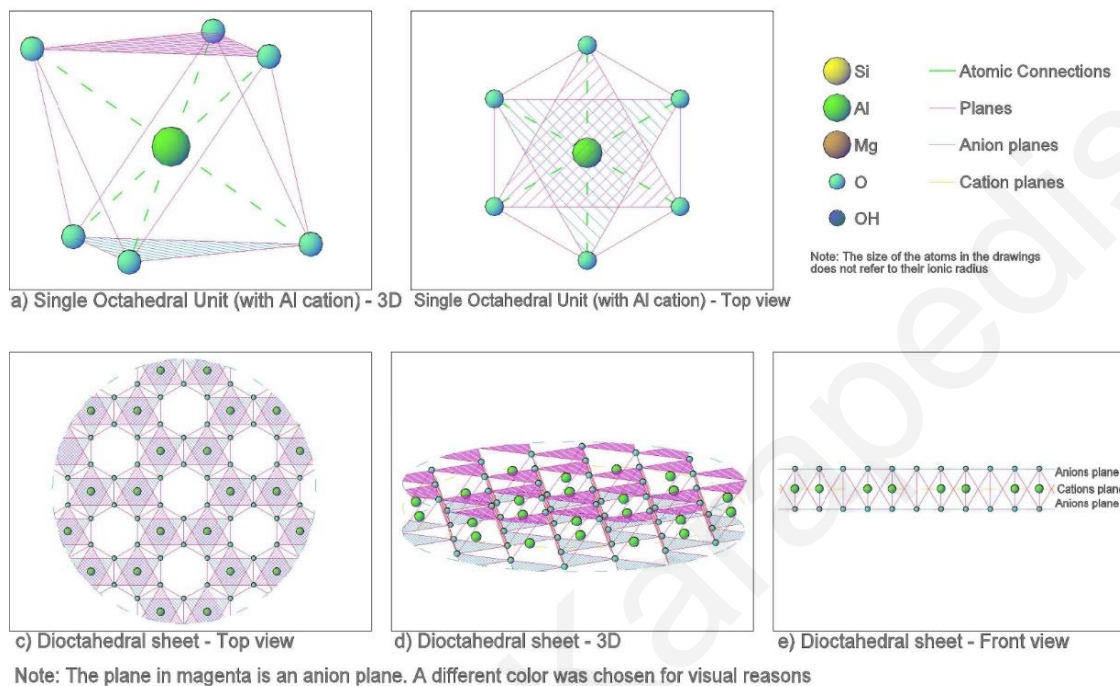 Si
Al
Mg
O
OH
Atomic Connections
Planes
Anion planes
Cation planes
Note: The size of the atoms in the drawings
does not refer to their ionic radius
a) Single Octahedral Unit (with Al cation) - 3D
Single Octahedral Unit (with Al cation) - Top view
Anions plane
Cations plane
Anions plane
c) Dioctahedral sheet - Top view
d) Dioctahedral sheet - 3D
e) Dioctahedral sheet - Front view
Note: The plane in magenta is an anion plane. A different color was chosen for visual reasons